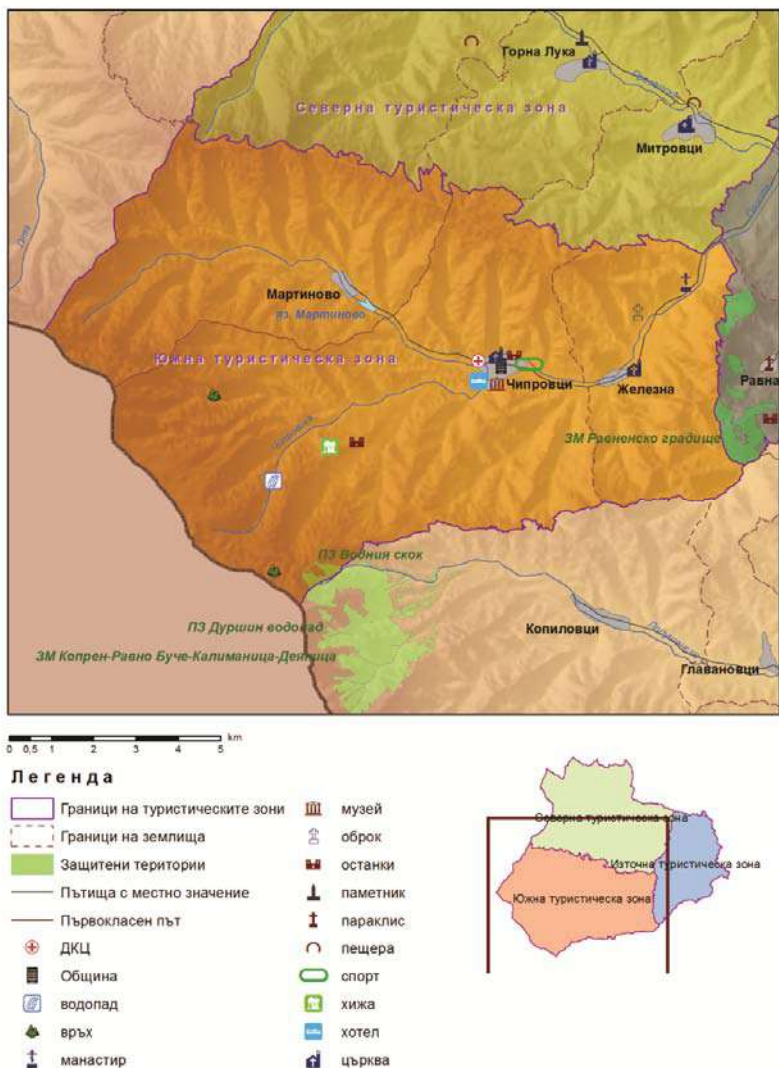 Горна Лука
Северна туристическа зона
Митровци
Мартиново
яз. Мартиново
Южна туристическа зона
Чипровци
Железна
Равна
ЗМ Равненско градище
ПЗ Водния скок
ПЗ Дуршин водопад
Копиловци
ЗМ Копрен-Равно Буче-Калиманица-Деяница
Главановци
0 0,5 1 2 3 4 5 km
Легенда
Граници на туристическите зони
Граници на землища
Защитени територии
Пътища с местно значение
Първокласен път
ДКЦ
Община
водопад
връх
манастир
музей
оброк
останки
паметник
параклис
пещера
спорт
хижа
хотел
църква
Северна туристическа зона
Източна туристическа зона
Южна туристическа зона